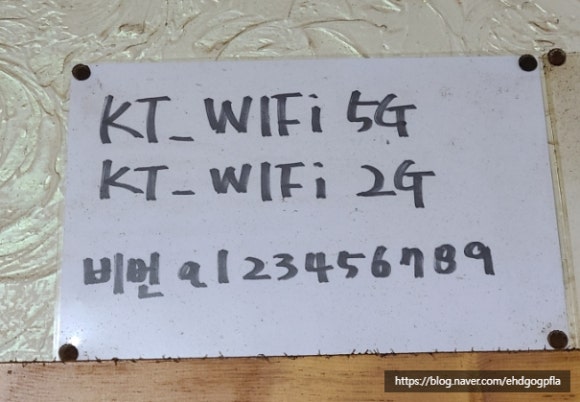 KT_WIFi 5G
KT_WIFi 2G
비번 a123456789
https://blog.naver.com/ehdgogpfla